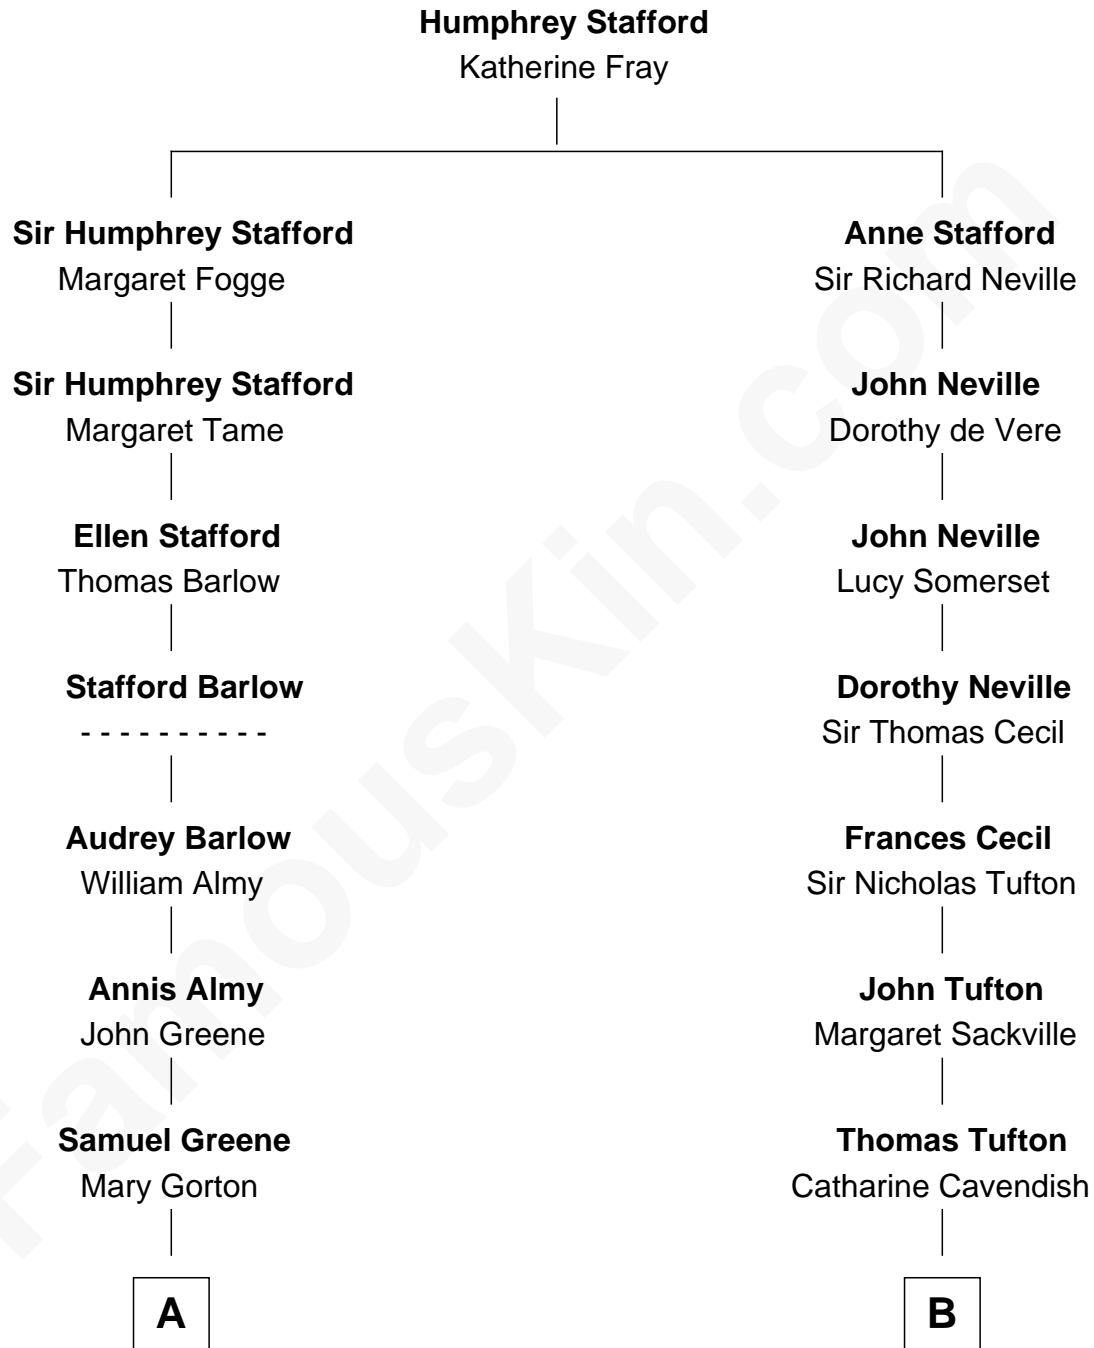 Humphrey Stafford
Katherine Fray
Sir Humphrey Stafford
Margaret Fogge
Sir Humphrey Stafford
Margaret Tame
Ellen Stafford
Thomas Barlow
Stafford Barlow
- - - - - - - - - -
Audrey Barlow
William Almy
Annis Almy
John Greene
Samuel Greene
Mary Gorton
A
Anne Stafford
Sir Richard Neville
John Neville
Dorothy de Vere
John Neville
Lucy Somerset
Dorothy Neville
Sir Thomas Cecil
Frances Cecil
Sir Nicholas Tufton
John Tufton
Margaret Sackville
Thomas Tufton
Catharine Cavendish
B
FamousKin.com